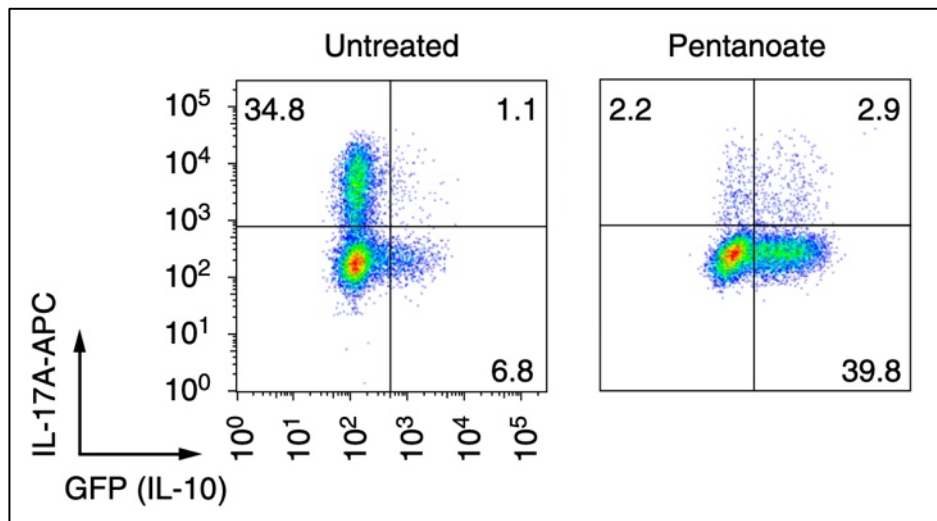 Untreated
Pentanoate
34.8 1.1
6.8
2.2 2.9
39.8
10⁵
10⁴
10³
10²
10¹
10⁰
10⁰ 10¹ 10² 10³ 10⁴ 10⁵
IL-17A-APC
GFP (IL-10)